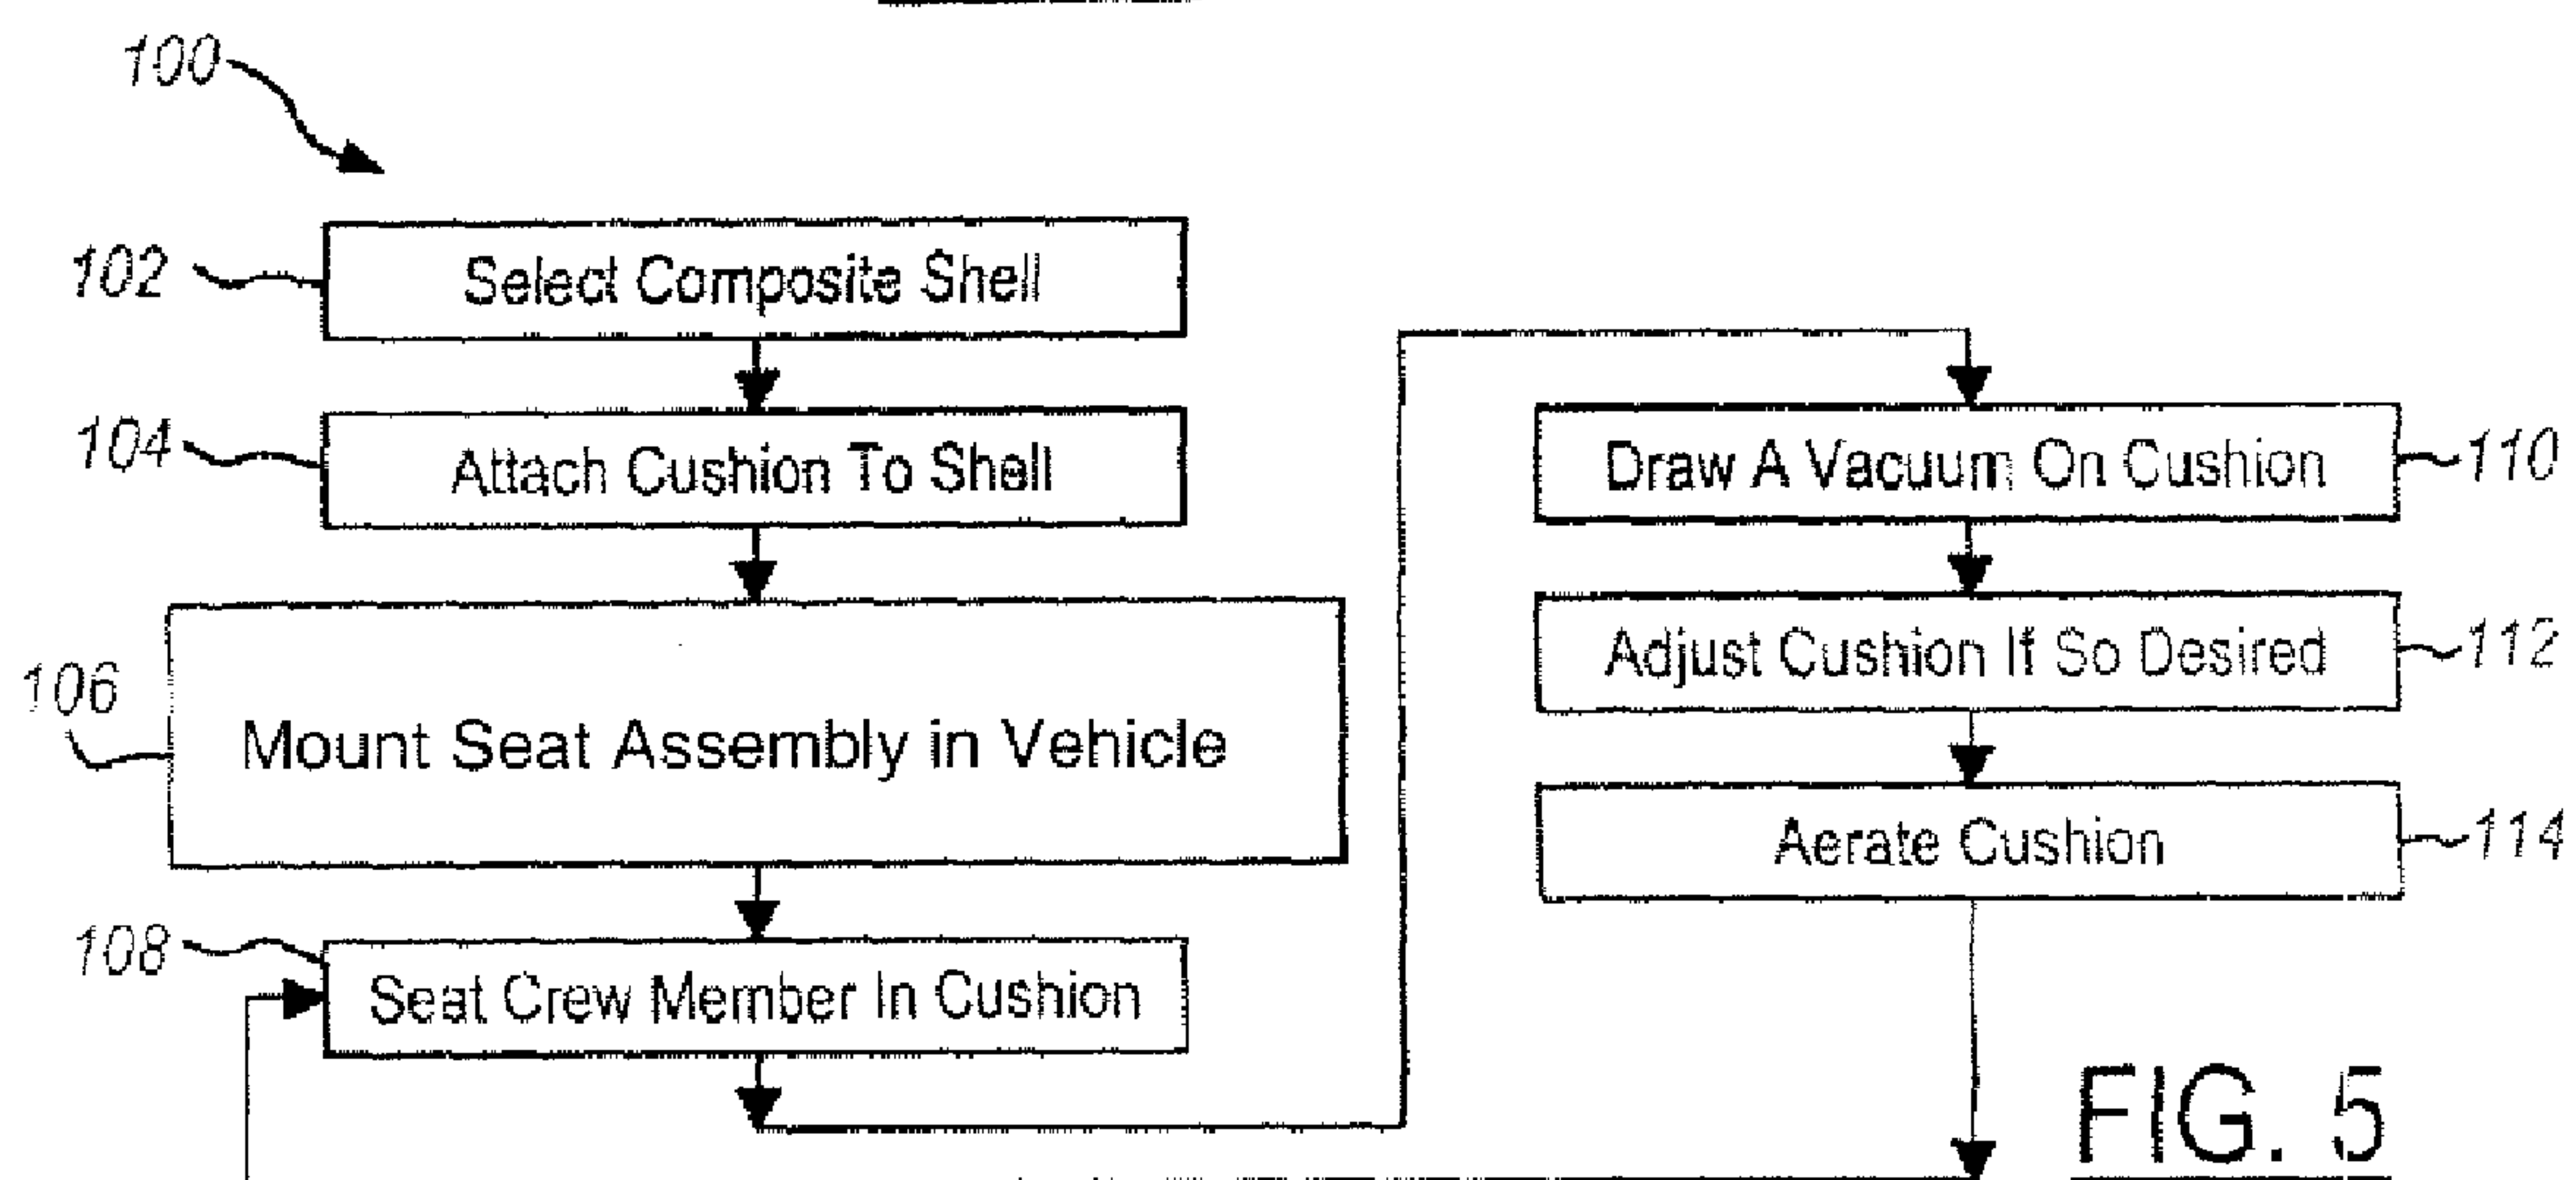 100
102
Select Composite Shell
104
Attach Cushion To Shell
106
Mount Seat Assembly in Vehicle
108
Seat Crew Member In Cushion
Draw A Vacuum On Cushion
110
Adjust Cushion If So Desired
112
Aerate Cushion
114
FIG. 5